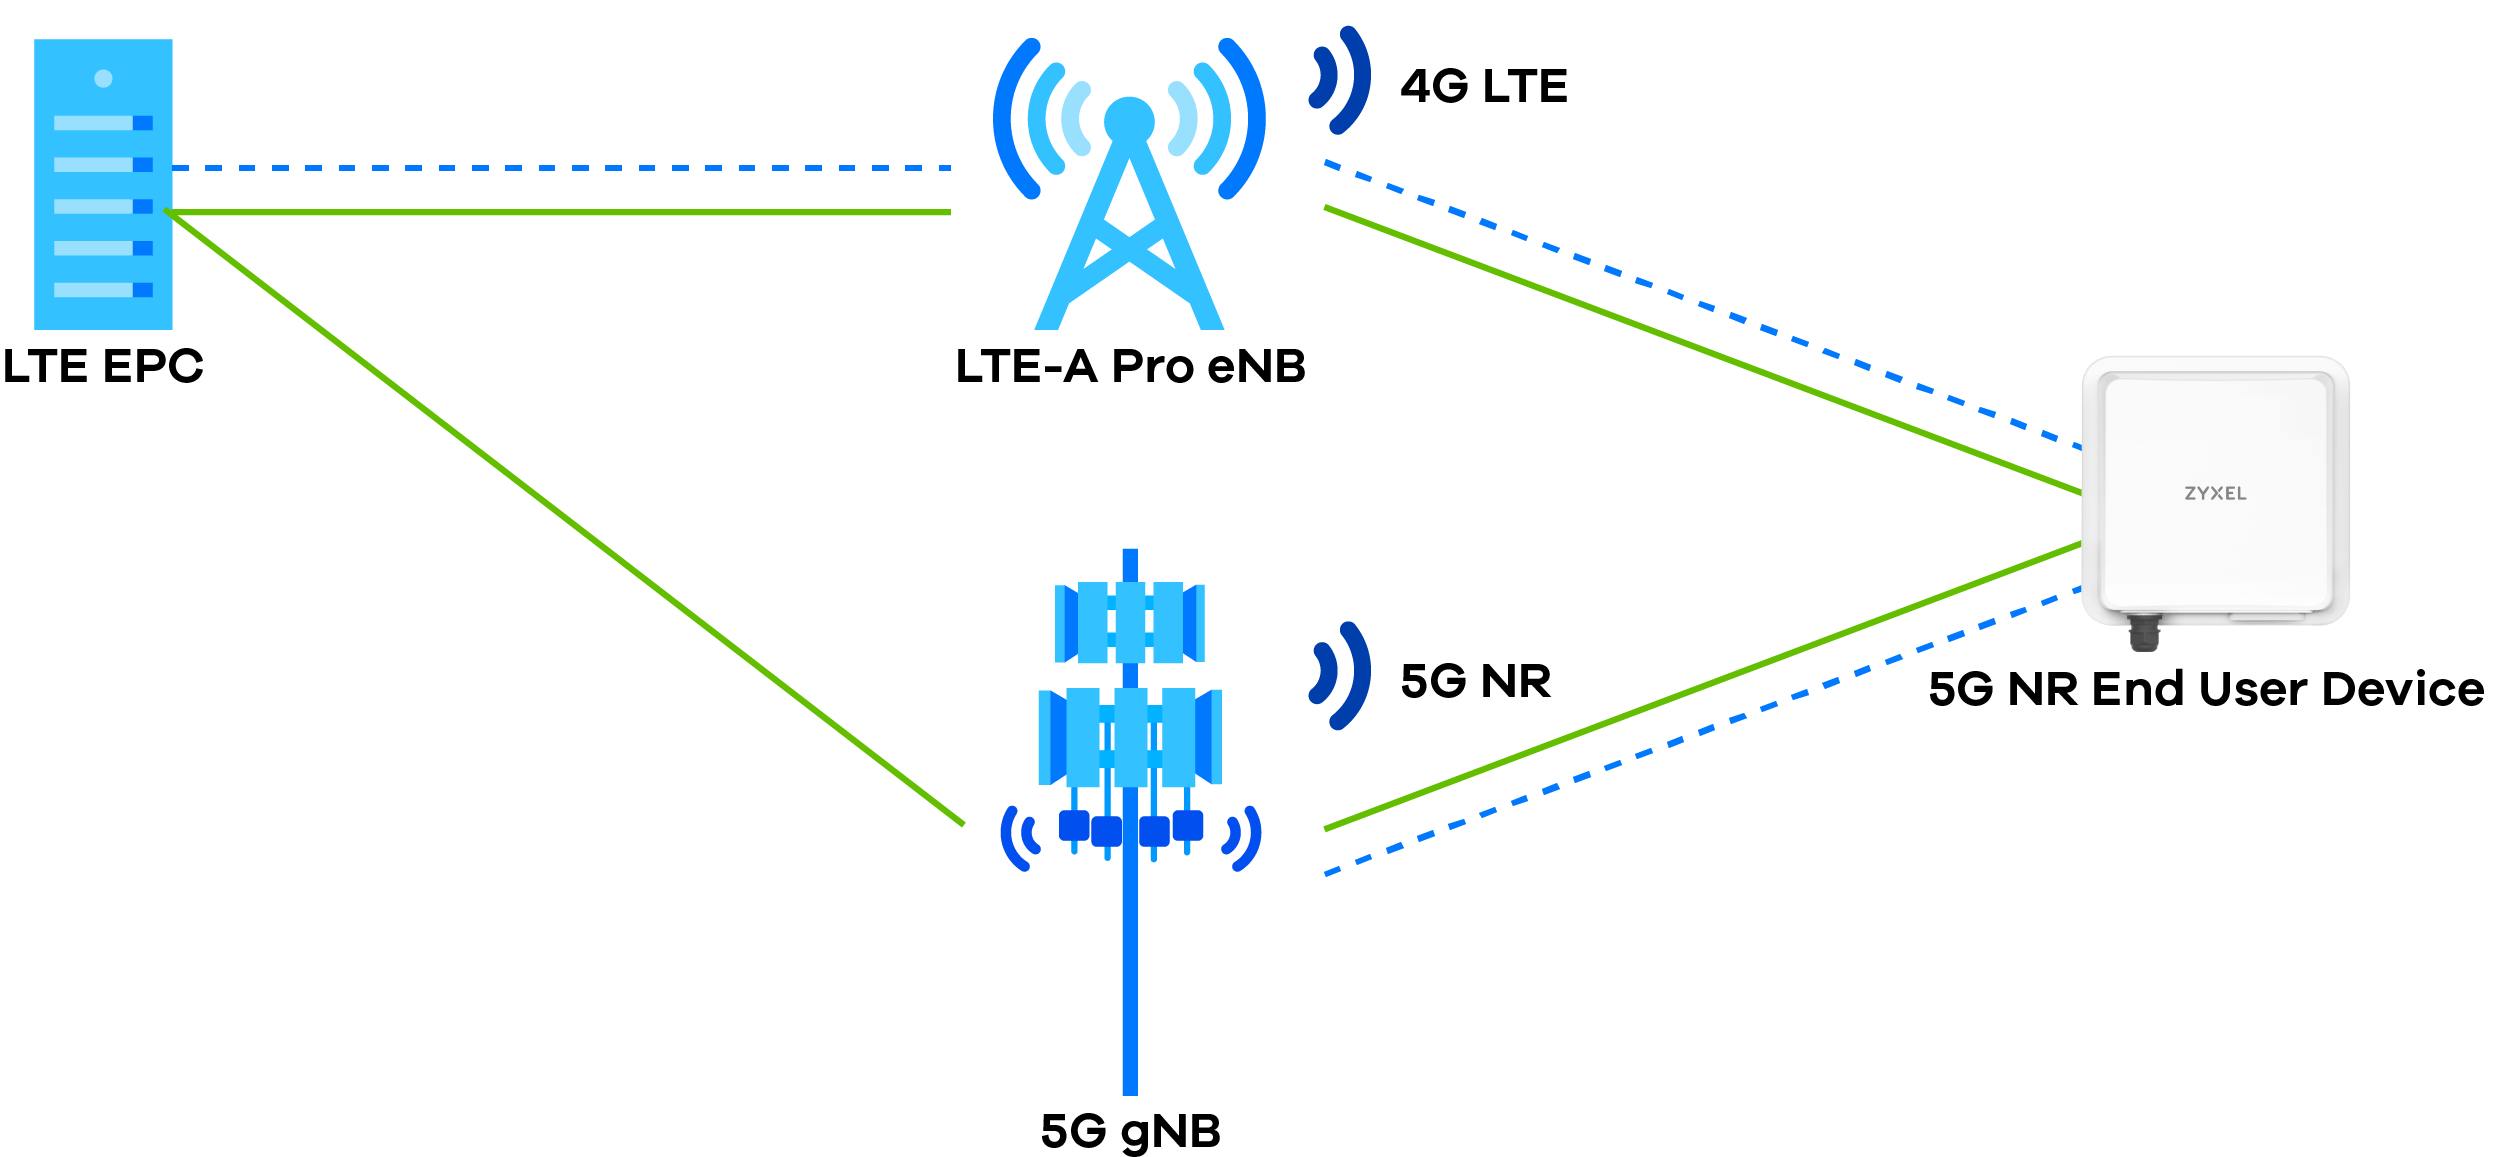 4G LTE
LTE EPC
LTE-A Pro eNB
ZYXEL
5G NR
5G NR End User Device
5G gNB